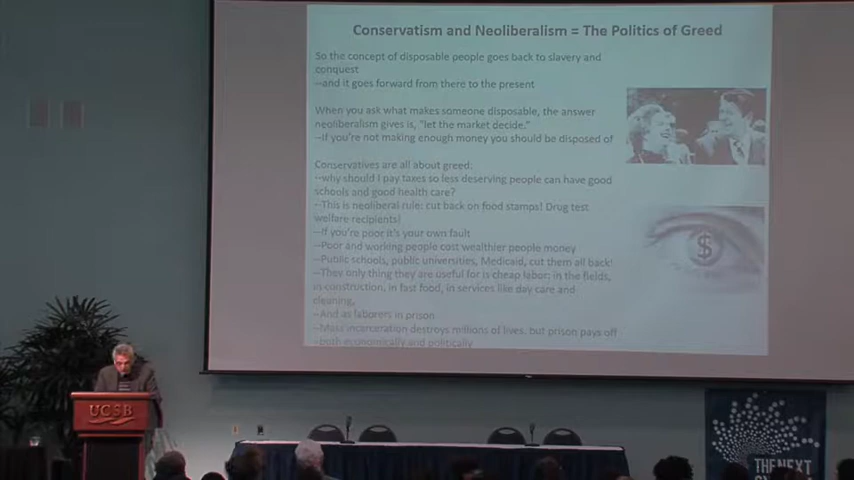 Conservatism and Neoliberalism = The Politics of Greed
So the concept of disposable people goes back to slavery and
conquest
--and it goes forward from there to the present
When you ask what makes someone disposable, the answer
neoliberalism gives is, "let the market decide."
--If you're not making enough money you should be disposed of
Conservatives are all about greed:
--why should I pay taxes so less deserving people can have good
schools and good health care?
--This is neoliberal rule: cut back on food stamps! Drug test
welfare recipients!
--If you're poor it's your own fault
--Poor and working people cost wealthier people money
--Public schools, public universities, Medicaid, cut them all back!
--They only thing they are useful for is cheap labor: in the fields,
in construction, in fast food, in services like day care and
cleaning,
--And as laborers in prison
--Mass incarceration destroys millions of lives, but prison pays off
--both economically and politically
$
UCSB
THE NEXT